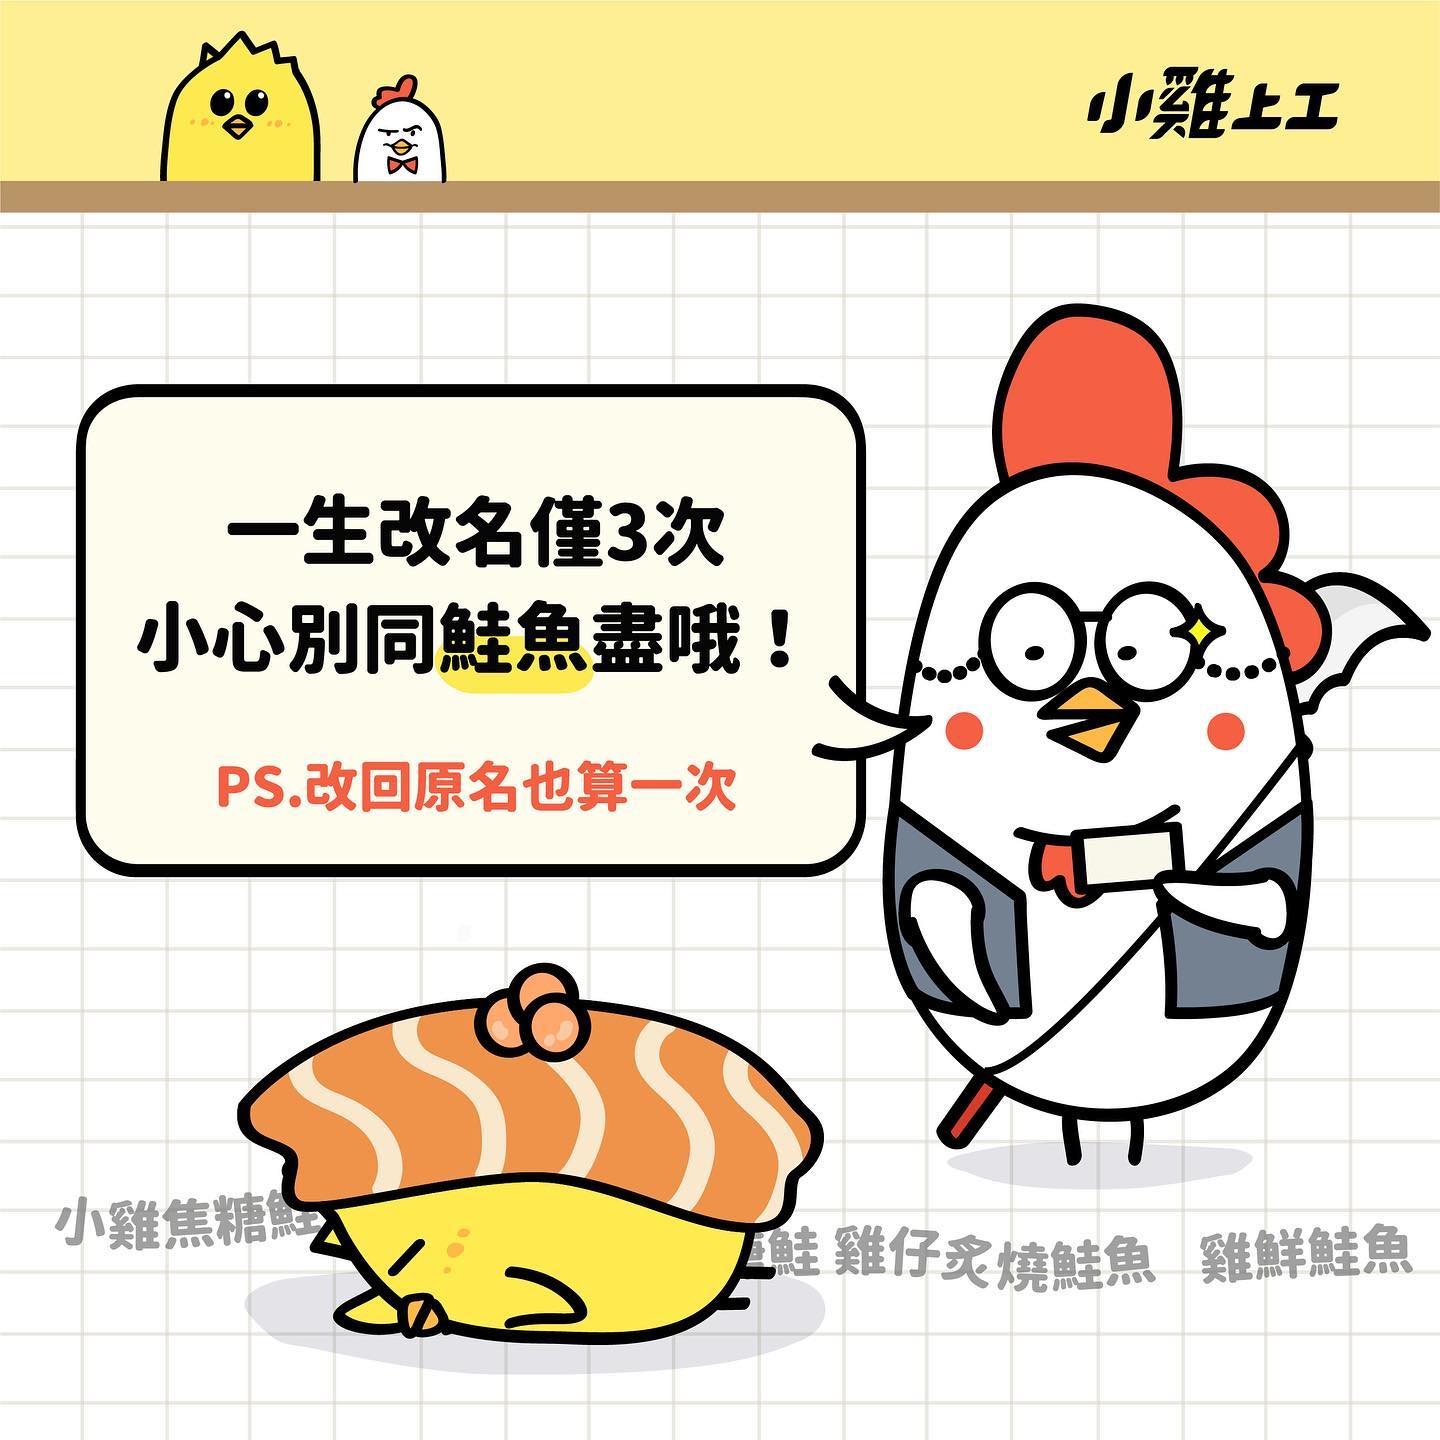 小雞上工
一生改名僅3次
小心別同鮭魚盡哦！
PS.改回原名也算一次
小雞焦糖鮭
鮭 雞仔炙燒鮭魚 雞鮮鮭魚